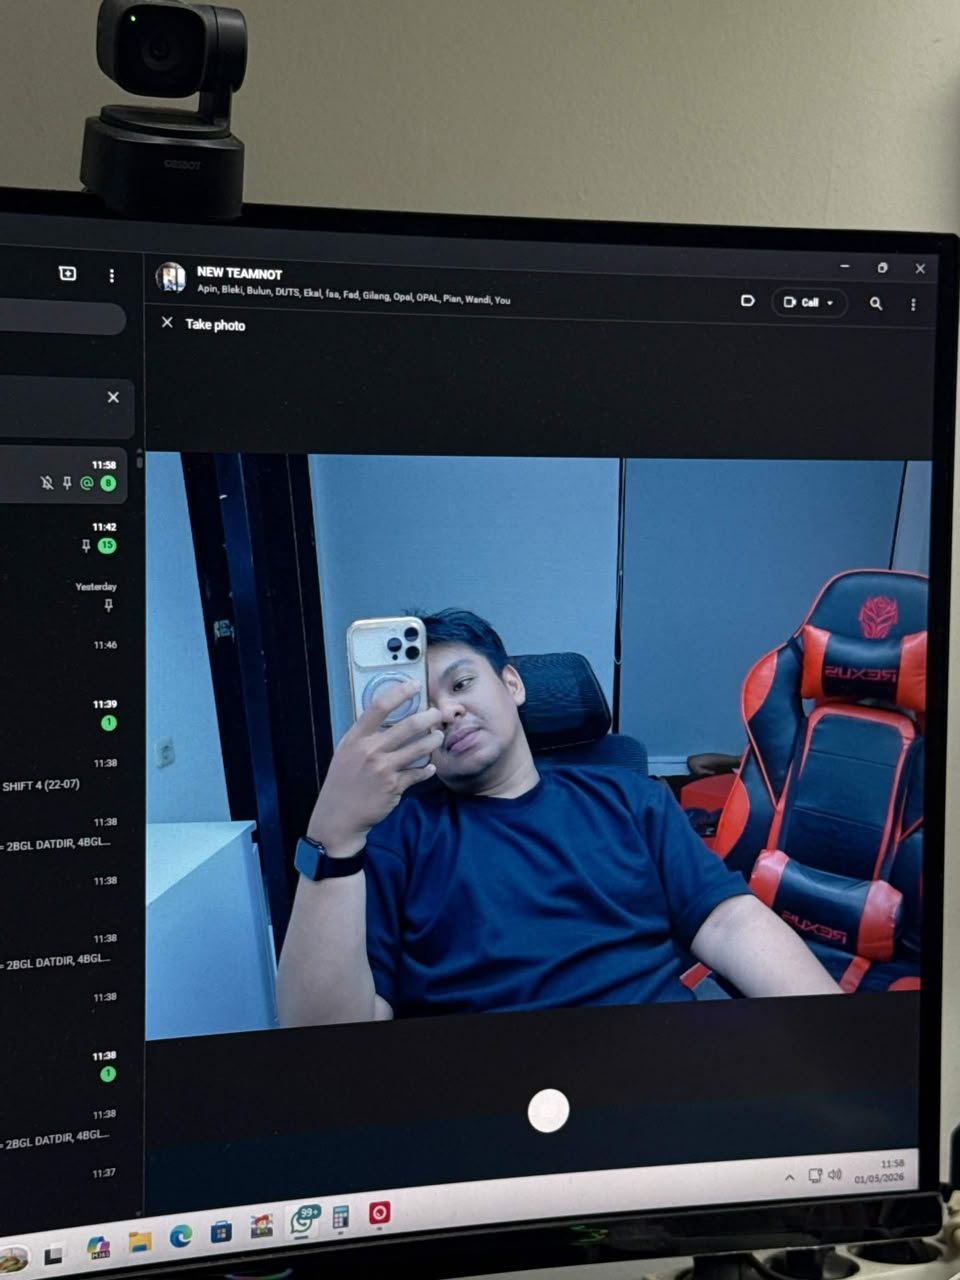 OBSBOT
NEW TEAMNOT
Apin, Bleki, Bulun, DUTS, Ekal, faa, Fad, Gilang, Opal, OPAL, Pian, Wandi, You
Call
Take photo
11:58
@ 8
11:42
15
Yesterday
11:46
11:39
1
11:38
SHIFT 4 (22-07)
11:38
= 2BGL DATDIR, 4BGL...
11:38
11:38
= 2BGL DATDIR, 4BGL...
11:38
11:38
1
11:38
= 2BGL DATDIR, 4BGL...
11:37
REXUS
REXUS
M365
99+
11:58
01/05/2026